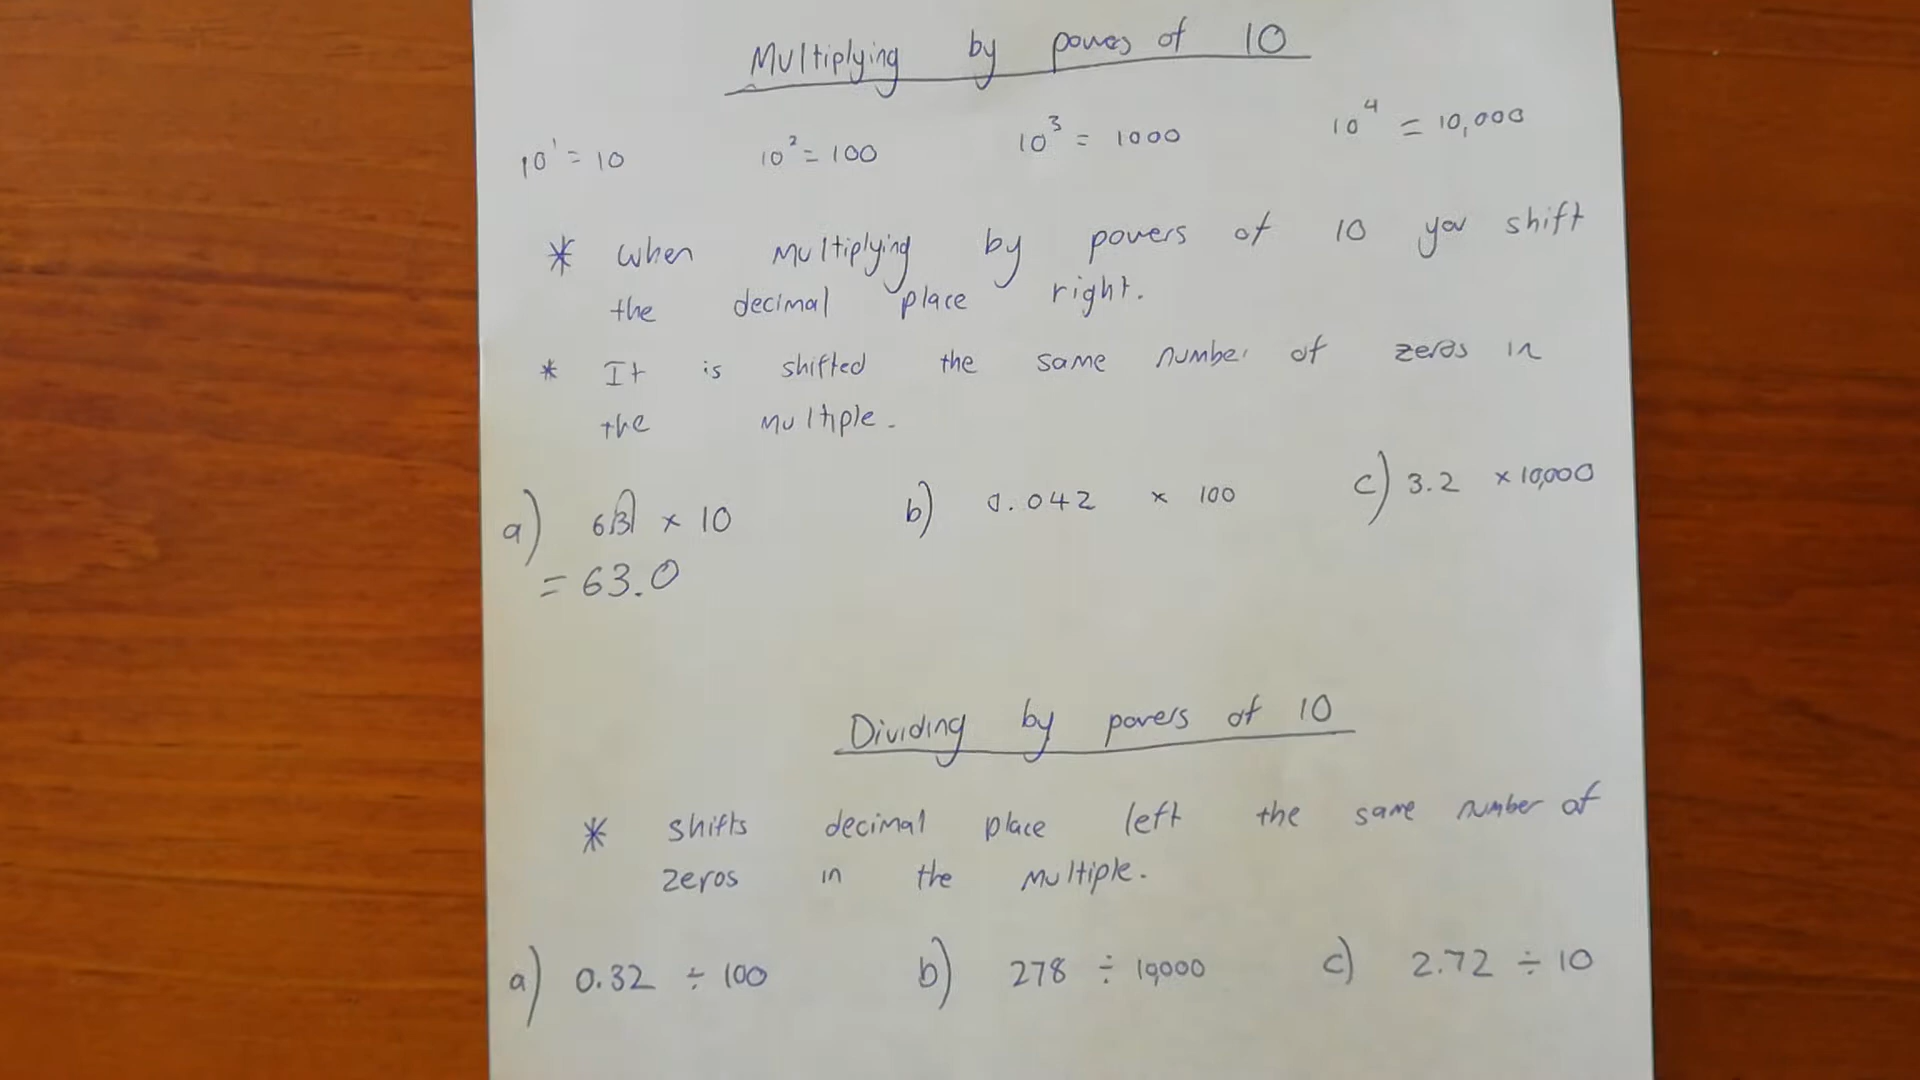 Multiplying by powes of 10
10¹ = 10 10² = 100 10³ = 1000 10⁴ = 10,000
* When multiplying by powers of 10 you shift
the decimal place right.
* It is shifted the same number of zeros in
the multiple.
a) 6.3 × 10 b) 0.042 × 100 c) 3.2 × 10,000
= 63.0
Dividing by powers of 10
* shifts decimal place left the same number of
zeros in the multiple.
a) 0.32 ÷ 100 b) 278 ÷ 10,000 c) 2.72 ÷ 10